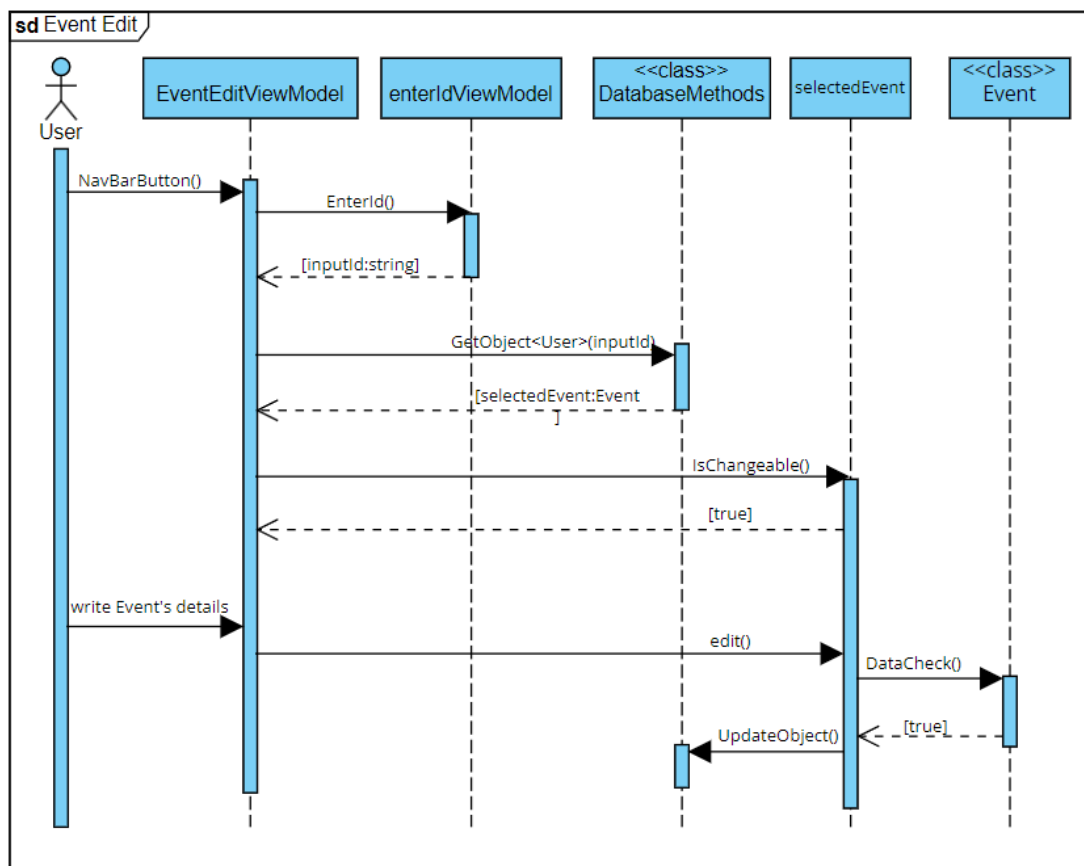 sd Event Edit
User
EventEditViewModel
enterIdViewModel
<<class>>
DatabaseMethods
selectedEvent
<<class>>
Event
NavBarButton()
EnterId()
[inputId:string]
GetObject<User>(inputId)
[selectedEvent:Event
]
IsChangeable()
[true]
write Event's details
edit()
DataCheck()
[true]
UpdateObject()